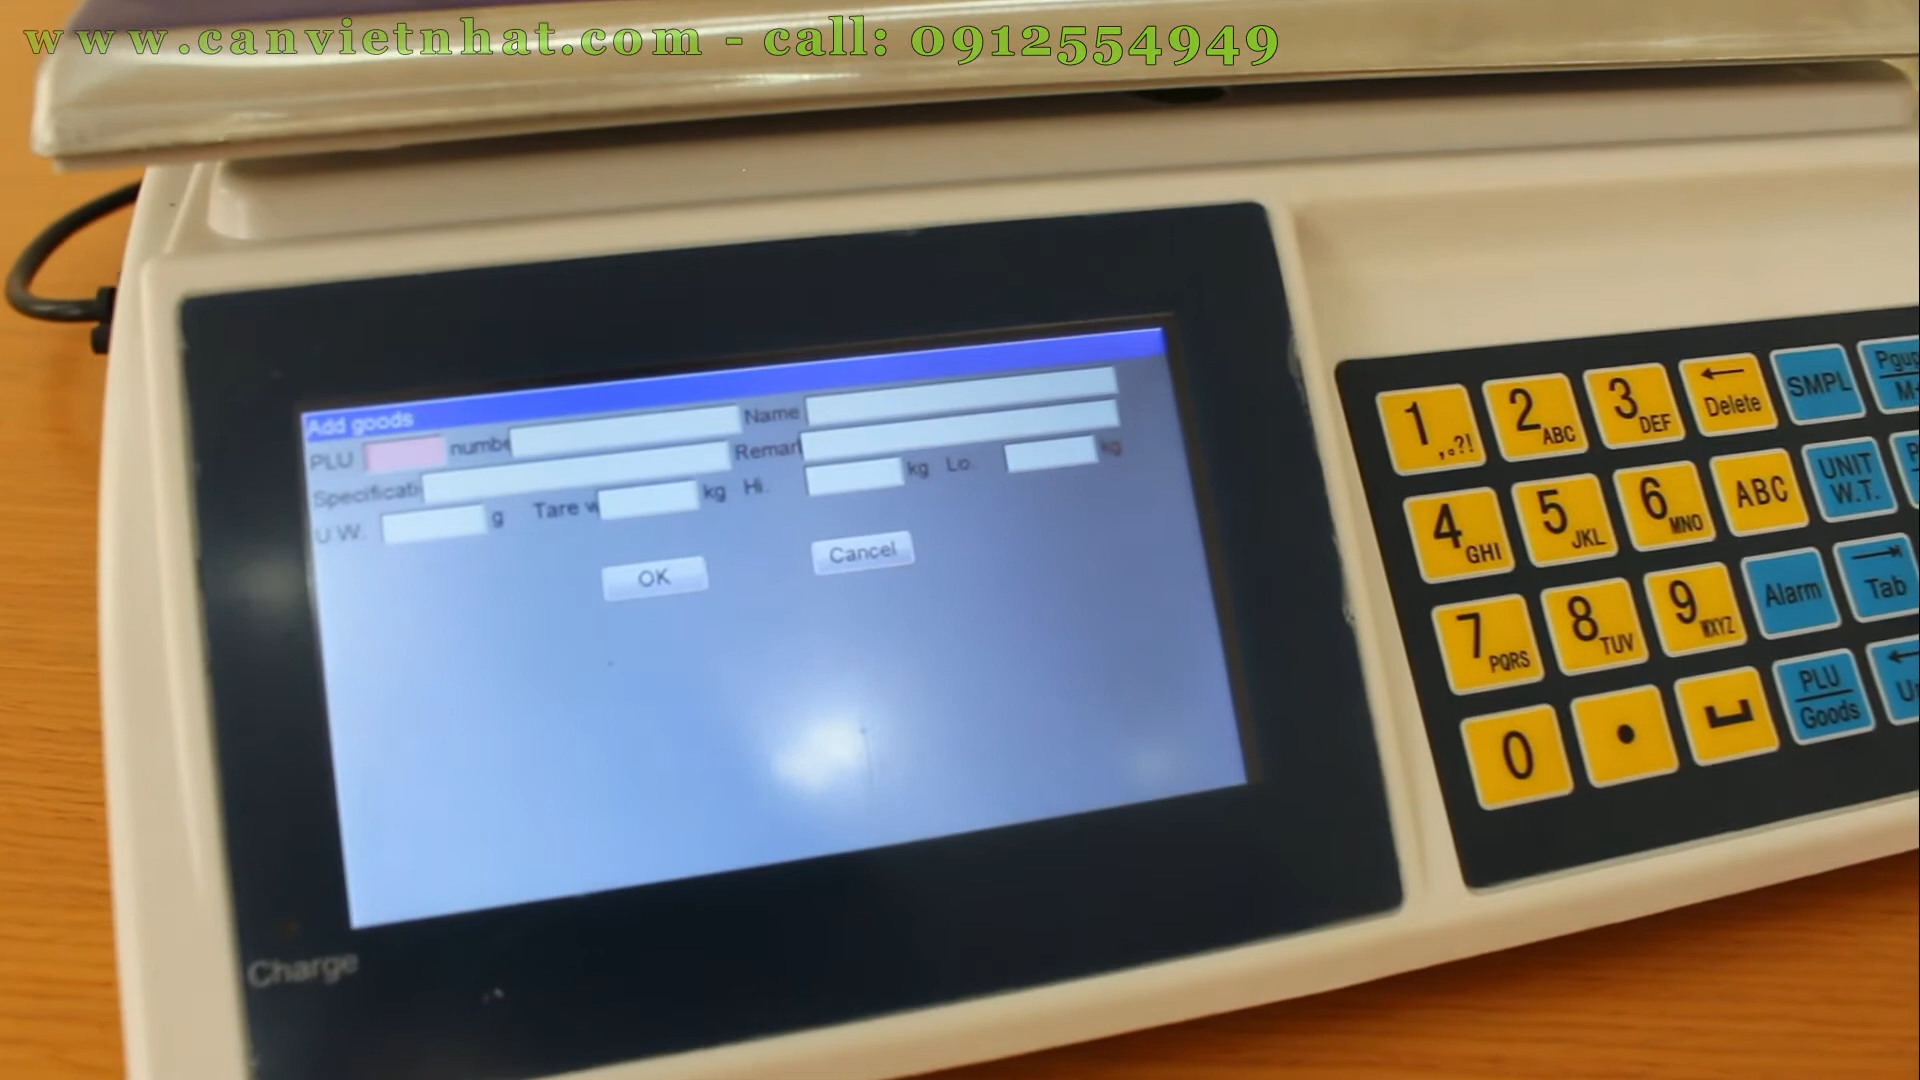 www.canvietnhat.com - call: 0912554949
Add goods
PLU numbe Name
Specificati Remar
U.W. g Tare w kg Hi. kg Lo. kg
OK Cancel
Charge
1 ,.?! 2 ABC 3 DEF ← Delete SMPL Pgup M+
4 GHI 5 JKL 6 MNO ABC UNIT W.T.
7 PQRS 8 TUV 9 WXYZ Alarm Tab
0 . PLU Goods